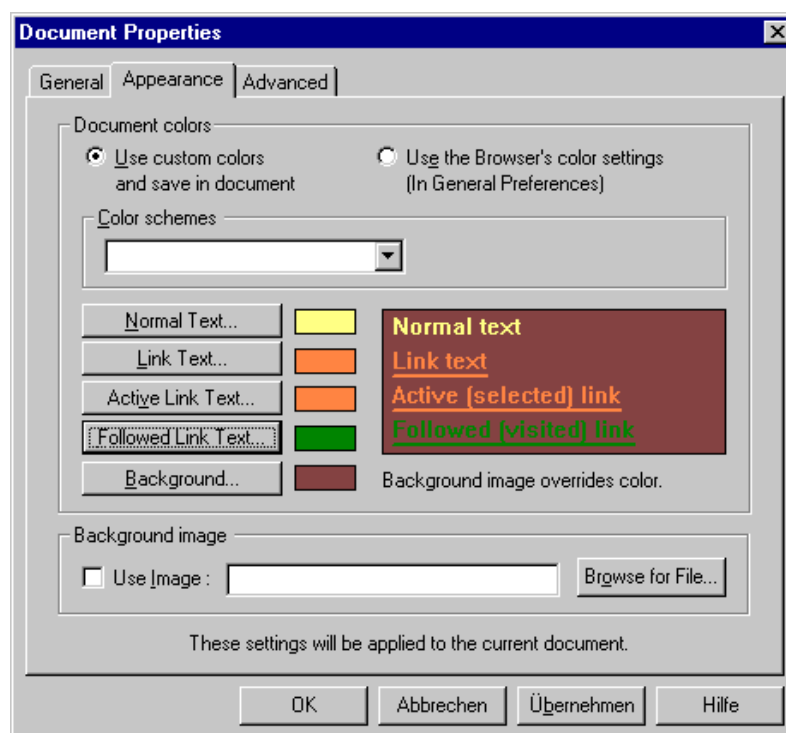 Document Properties
General Appearance Advanced
Document colors
Use custom colors
and save in document
Use the Browser's color settings
(In General Preferences)
Color schemes
Normal Text...
Link Text...
Active Link Text...
Followed Link Text...
Background...
Normal text
Link text
Active (selected) link
Followed (visited) link
Background image overrides color.
Background image
Use Image :
Browse for File...
These settings will be applied to the current document.
OK Abbrechen Übernehmen Hilfe